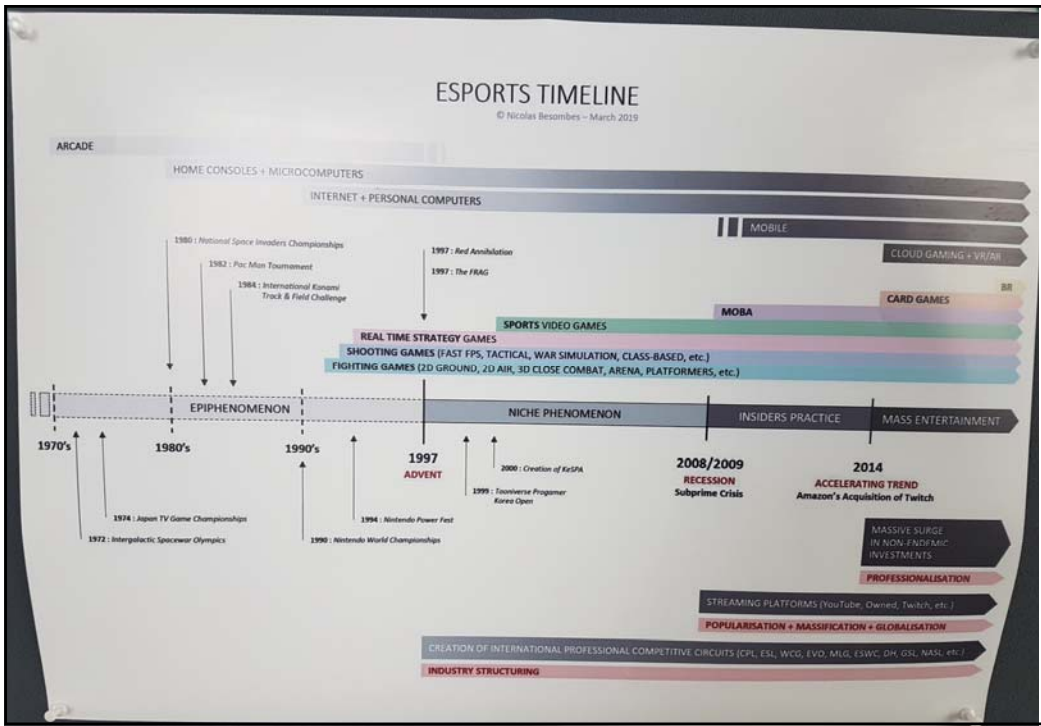 ESPORTS TIMELINE
© Nicolas Besombes – March 2019
ARCADE
HOME CONSOLES + MICROCOMPUTERS
INTERNET + PERSONAL COMPUTERS
MOBILE
CLOUD GAMING + VR/AR
1980 : National Space Invaders Championships
1982 : Pac Man Tournament
1984 : International Konami
Track & Field Challenge
1997 : Red Annihilation
1997 : The FRAG
BR
CARD GAMES
MOBA
SPORTS VIDEO GAMES
REAL TIME STRATEGY GAMES
SHOOTING GAMES (FAST FPS, TACTICAL, WAR SIMULATION, CLASS-BASED, etc.)
FIGHTING GAMES (2D GROUND, 2D AIR, 3D CLOSE COMBAT, ARENA, PLATFORMERS, etc.)
EPIPHENOMENON
NICHE PHENOMENON
INSIDERS PRACTICE
MASS ENTERTAINMENT
1970's
1980's
1990's
1997
ADVENT
2008/2009
RECESSION
Subprime Crisis
2014
ACCELERATING TREND
Amazon's Acquisition of Twitch
2000 : Creation of KeSPA
1999 : Tooniverse Progamer
Korea Open
1994 : Nintendo Power Fest
1990 : Nintendo World Championships
1974 : Japan TV Game Championships
1972 : Intergalactic Spacewar Olympics
MASSIVE SURGE
IN NON-ENDEMIC
INVESTMENTS
PROFESSIONALISATION
STREAMING PLATFORMS (YouTube, Owned, Twitch, etc.)
POPULARISATION + MASSIFICATION + GLOBALISATION
CREATION OF INTERNATIONAL PROFESSIONAL COMPETITIVE CIRCUITS (CPL, ESL, WCG, EVO, MLG, ESWC, DH, GSL, NASL, etc.)
INDUSTRY STRUCTURING